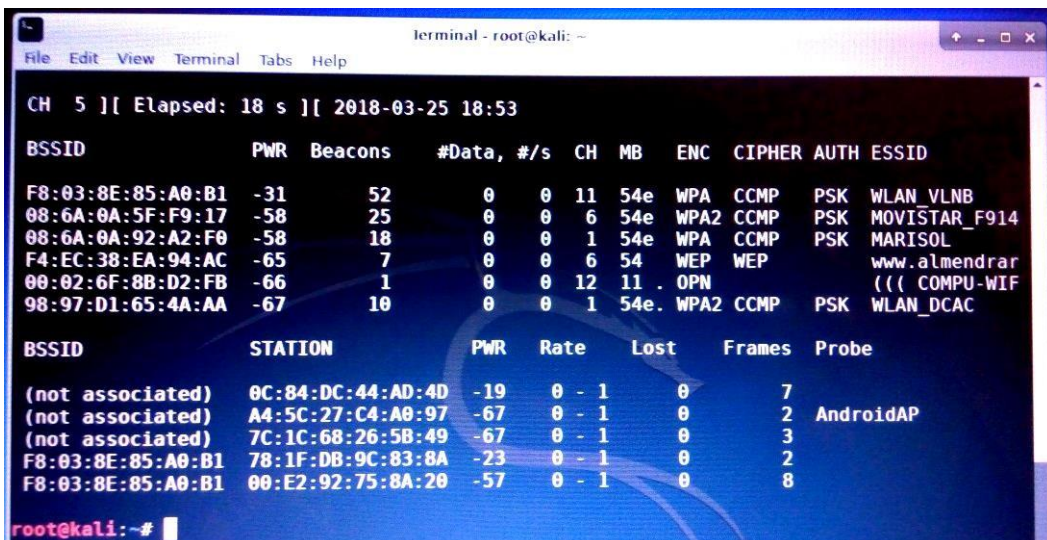 Terminal - root@kali: ~
File Edit View Terminal Tabs Help
CH 5 ][ Elapsed: 18 s ][ 2018-03-25 18:53
BSSID PWR Beacons #Data, #/s CH MB ENC CIPHER AUTH ESSID
F8:03:8E:85:A0:B1 -31 52 0 0 11 54e WPA CCMP PSK WLAN_VLNB
08:6A:0A:5F:F9:17 -58 25 0 0 6 54e WPA2 CCMP PSK MOVISTAR_F914
08:6A:0A:92:A2:F0 -58 18 0 0 1 54e WPA CCMP PSK MARISOL
F4:EC:38:EA:94:AC -65 7 0 0 6 54 WEP WEP www.almendrar
00:02:6F:8B:D2:FB -66 1 0 0 12 11 . OPN ((( COMPU-WIF
98:97:D1:65:4A:AA -67 10 0 0 1 54e. WPA2 CCMP PSK WLAN_DCAC
BSSID STATION PWR Rate Lost Frames Probe
(not associated) 0C:84:DC:44:AD:4D -19 0 - 1 0 7
(not associated) A4:5C:27:C4:A0:97 -67 0 - 1 0 2 AndroidAP
(not associated) 7C:1C:68:26:5B:49 -67 0 - 1 0 3
F8:03:8E:85:A0:B1 78:1F:DB:9C:83:8A -23 0 - 1 0 2
F8:03:8E:85:A0:B1 00:E2:92:75:8A:20 -57 0 - 1 0 8
root@kali:~#